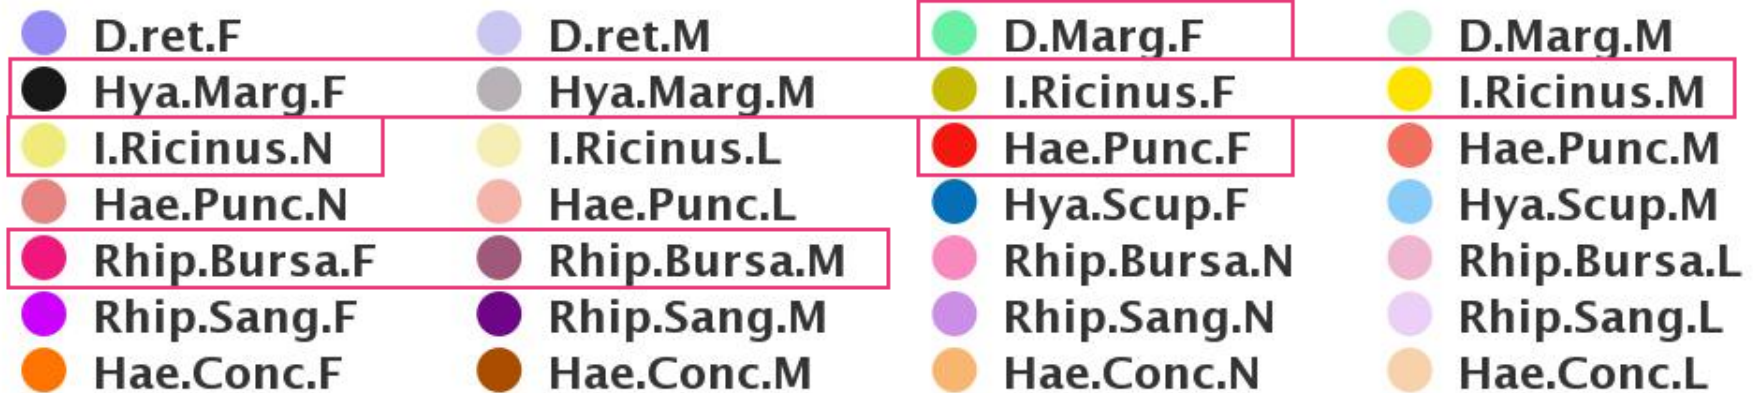 D.ret.F D.ret.M D.Marg.F D.Marg.M
Hya.Marg.F Hya.Marg.M I.Ricinus.F I.Ricinus.M
I.Ricinus.N I.Ricinus.L Hae.Punc.F Hae.Punc.M
Hae.Punc.N Hae.Punc.L Hya.Scup.F Hya.Scup.M
Rhip.Bursa.F Rhip.Bursa.M Rhip.Bursa.N Rhip.Bursa.L
Rhip.Sang.F Rhip.Sang.M Rhip.Sang.N Rhip.Sang.L
Hae.Conc.F Hae.Conc.M Hae.Conc.N Hae.Conc.L